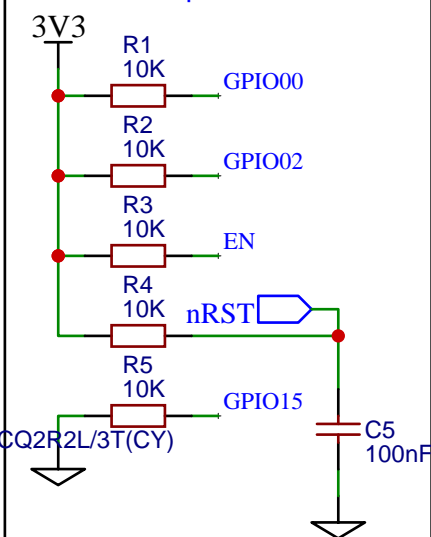 3V3
R1
10K
GPIO00
R2
10K
GPIO02
R3
10K
EN
R4
10K
nRST
R5
10K
GPIO15
CQ2R2L/3T(CY)
C5
100nF